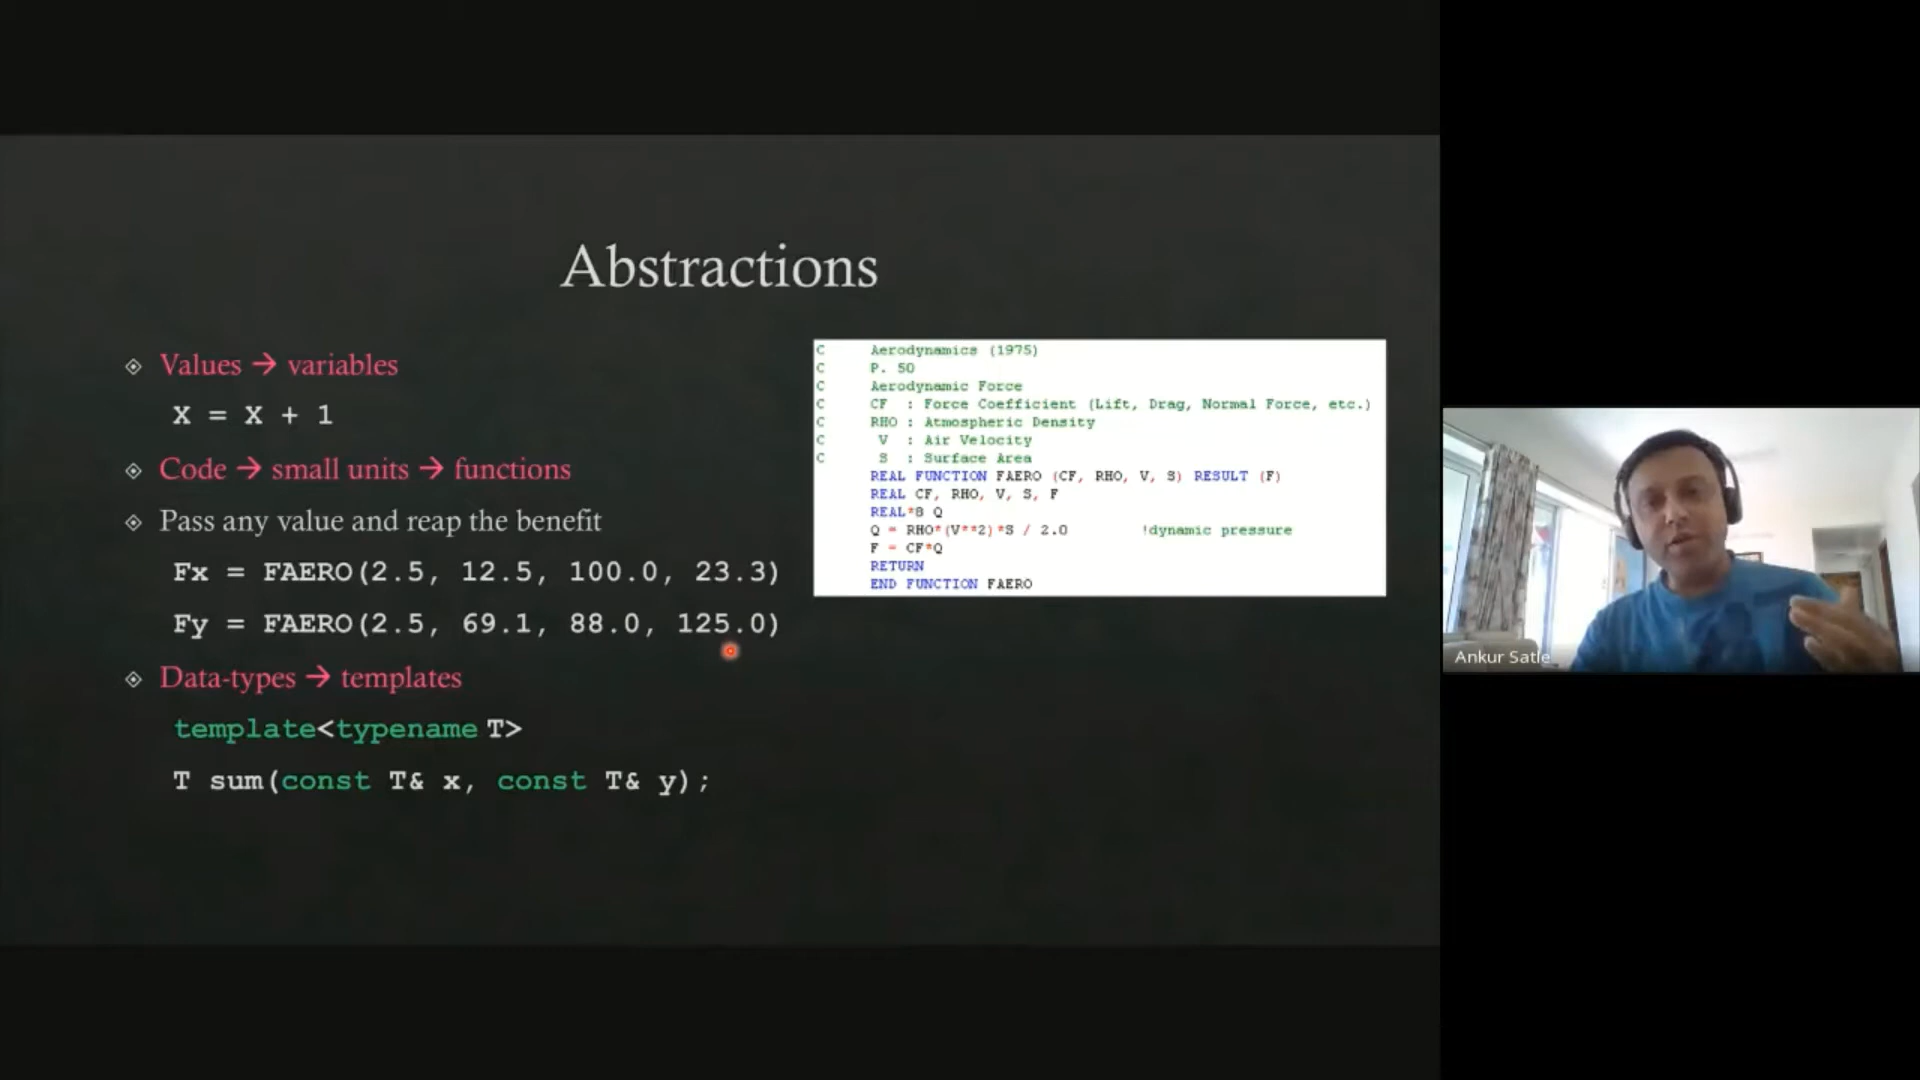 Abstractions
Values → variables
X = X + 1
Code → small units → functions
Pass any value and reap the benefit
Fx = FAERO(2.5, 12.5, 100.0, 23.3)
Fy = FAERO(2.5, 69.1, 88.0, 125.0)
Data-types → templates
template<typename T>
T sum(const T& x, const T& y);
C Aerodynamics (1975)
C P. 50
C Aerodynamic Force
C CF : Force Coefficient (Lift, Drag, Normal Force, etc.)
C RHO : Atmospheric Density
C V : Air Velocity
C S : Surface Area
REAL FUNCTION FAERO (CF, RHO, V, S) RESULT (F)
REAL CF, RHO, V, S, F
REAL*8 Q
Q = RHO*(V**2)*S / 2.0 !dynamic pressure
F = CF*Q
RETURN
END FUNCTION FAERO
Ankur Satle